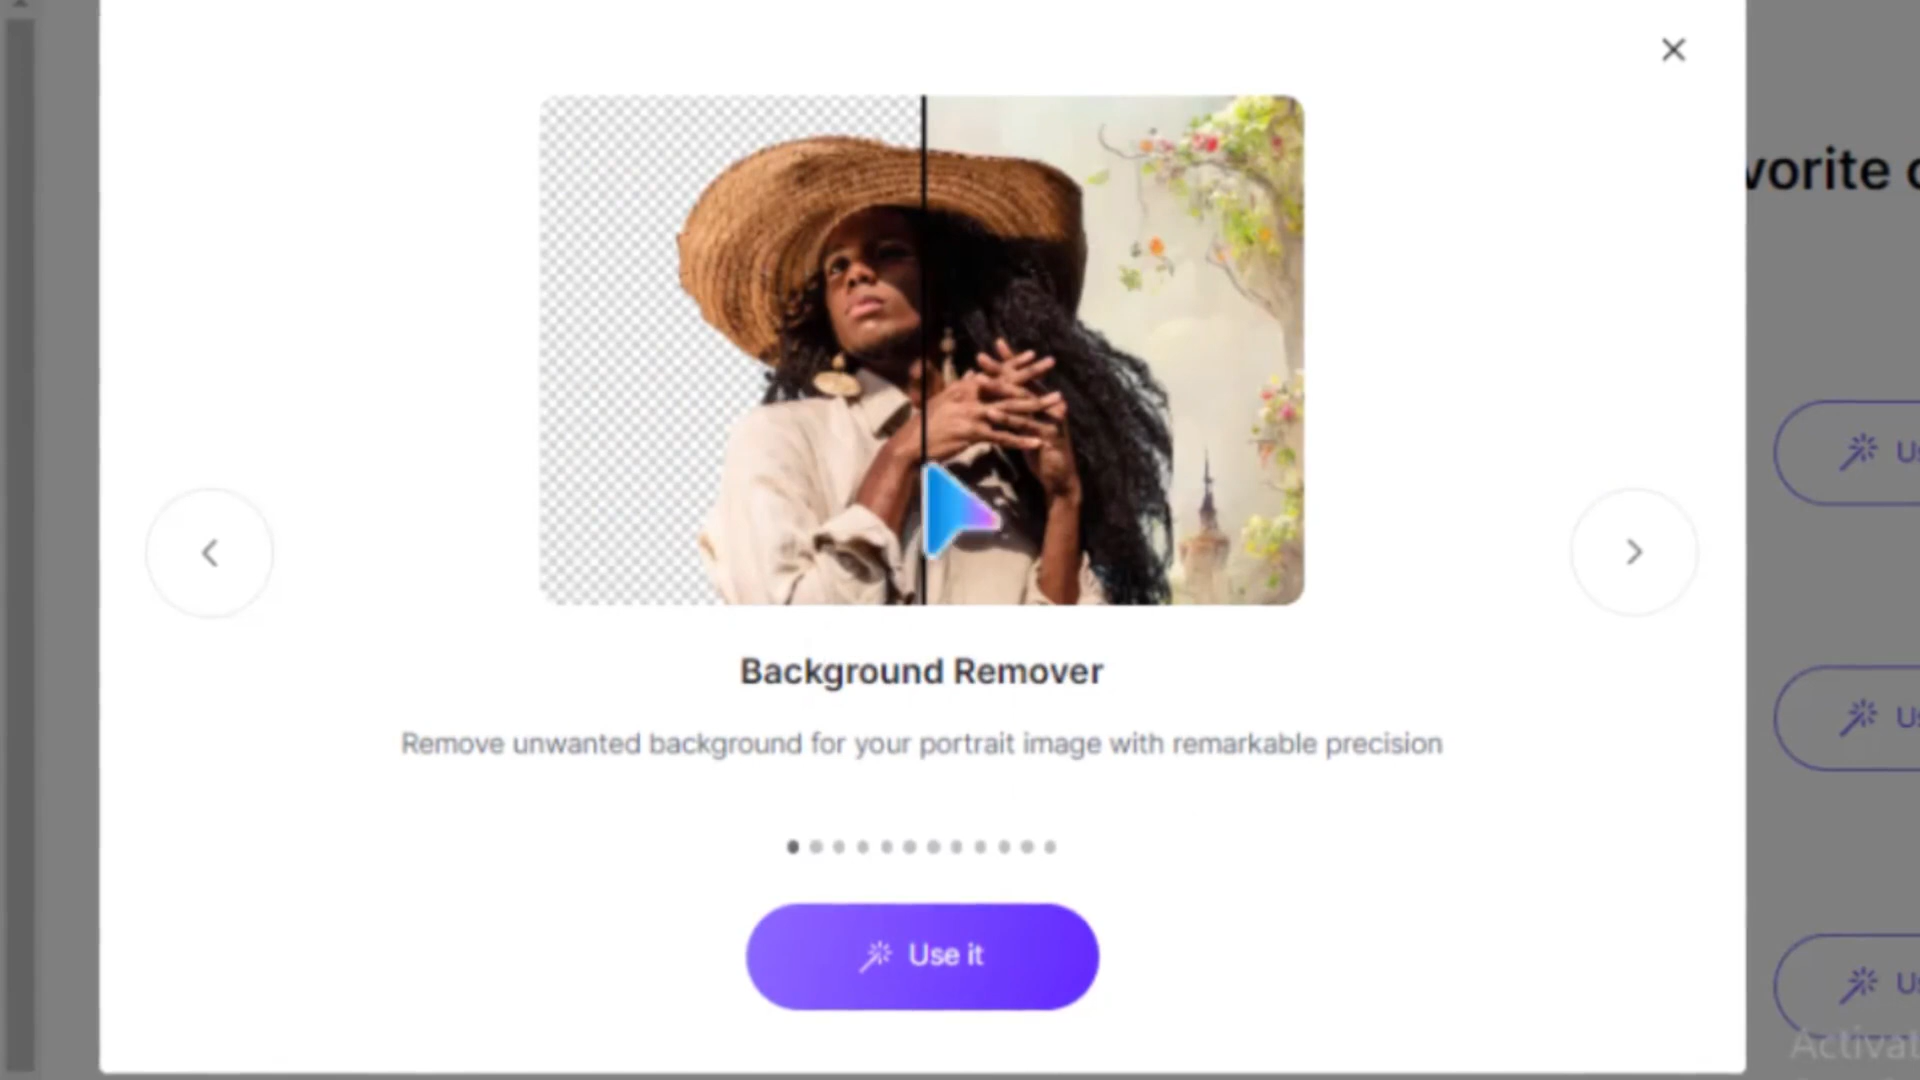 vorite
Background Remover
Remove unwanted background for your portrait image with remarkable precision
Use it